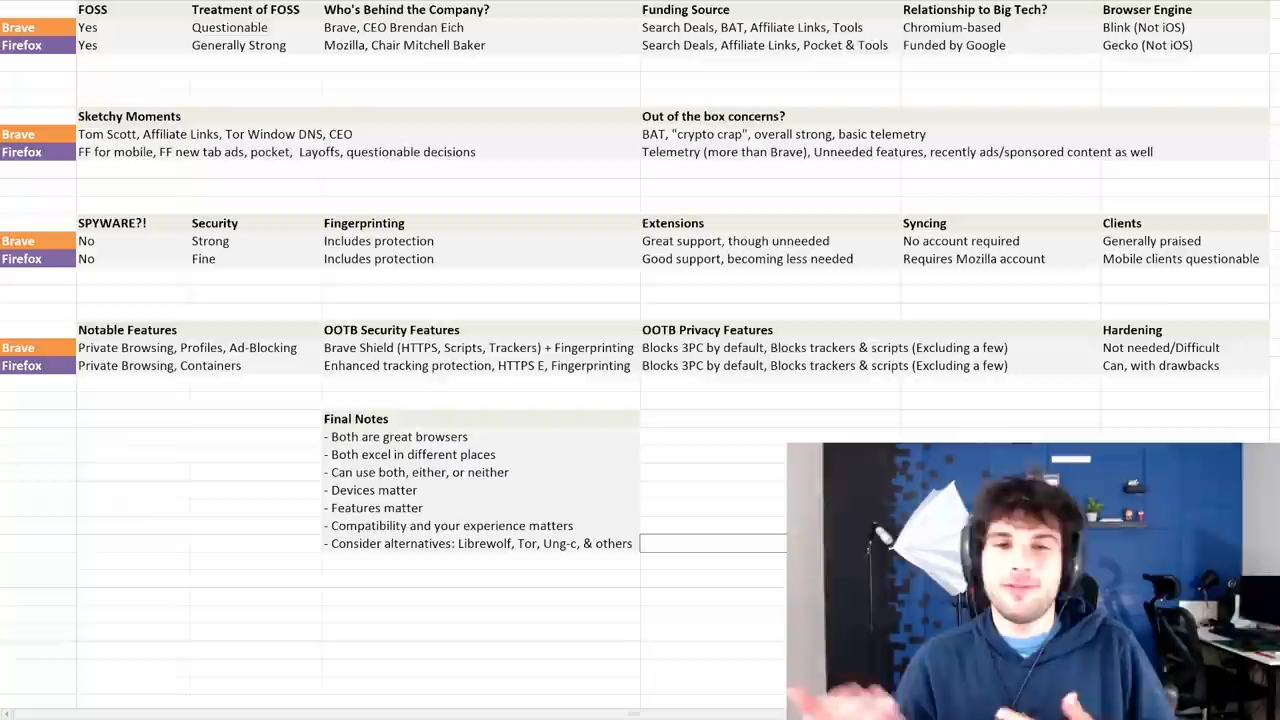 FOSS Treatment of FOSS Who's Behind the Company? Funding Source Relationship to Big Tech? Browser Engine
Brave Yes Questionable Brave, CEO Brendan Eich Search Deals, BAT, Affiliate Links, Tools Chromium-based Blink (Not iOS)
Firefox Yes Generally Strong Mozilla, Chair Mitchell Baker Search Deals, Affiliate Links, Pocket & Tools Funded by Google Gecko (Not iOS)
Sketchy Moments Out of the box concerns?
Brave Tom Scott, Affiliate Links, Tor Window DNS, CEO BAT, "crypto crap", overall strong, basic telemetry
Firefox FF for mobile, FF new tab ads, pocket, Layoffs, questionable decisions Telemetry (more than Brave), Unneeded features, recently ads/sponsored content as well
SPYWARE?! Security Fingerprinting Extensions Syncing Clients
Brave No Strong Includes protection Great support, though unneeded No account required Generally praised
Firefox No Fine Includes protection Good support, becoming less needed Requires Mozilla account Mobile clients questionable
Notable Features OOTB Security Features OOTB Privacy Features Hardening
Brave Private Browsing, Profiles, Ad-Blocking Brave Shield (HTTPS, Scripts, Trackers) + Fingerprinting Blocks 3PC by default, Blocks trackers & scripts (Excluding a few) Not needed/Difficult
Firefox Private Browsing, Containers Enhanced tracking protection, HTTPS E, Fingerprinting Blocks 3PC by default, Blocks trackers & scripts (Excluding a few) Can, with drawbacks
Final Notes
- Both are great browsers
- Both excel in different places
- Can use both, either, or neither
- Devices matter
- Features matter
- Compatibility and your experience matters
- Consider alternatives: Librewolf, Tor, Ung-c, & others